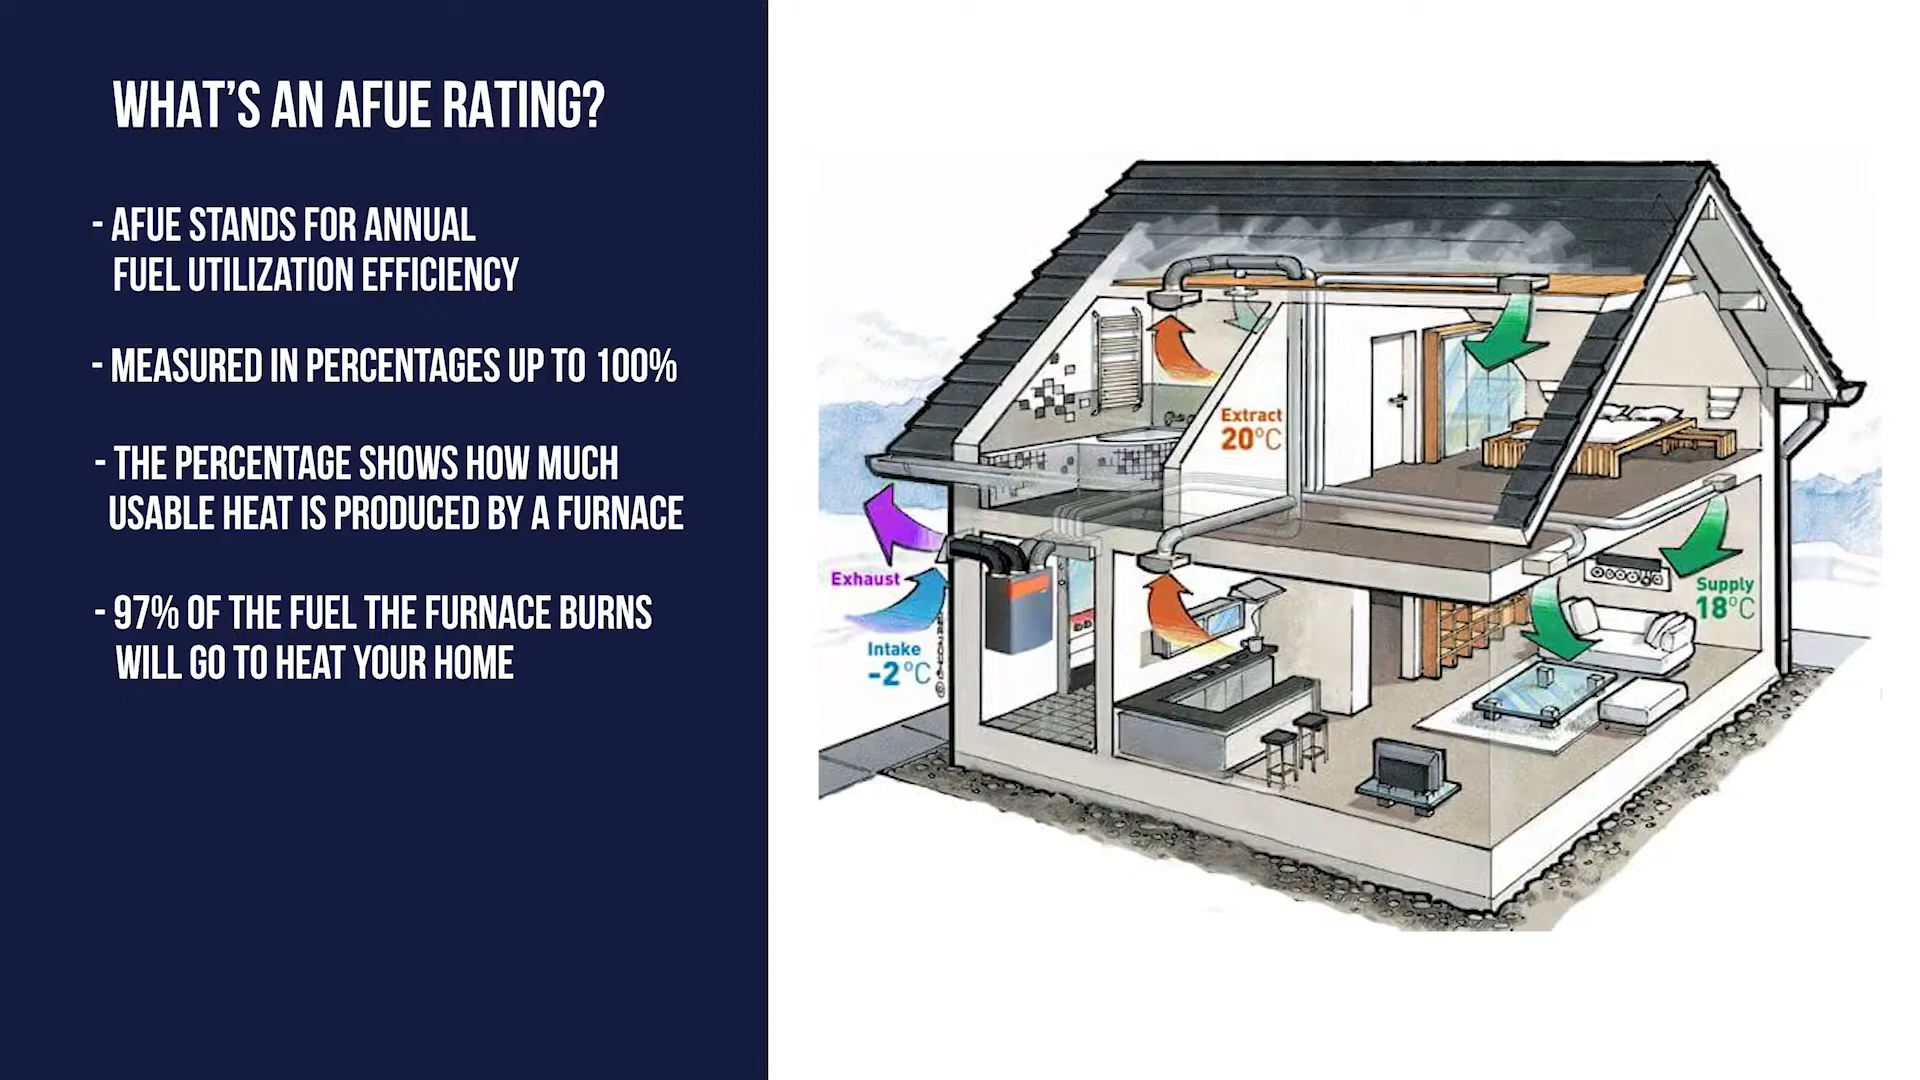 WHAT'S AN AFUE RATING?
- AFUE STANDS FOR ANNUAL
FUEL UTILIZATION EFFICIENCY
- MEASURED IN PERCENTAGES UP TO 100%
- THE PERCENTAGE SHOWS HOW MUCH
USABLE HEAT IS PRODUCED BY A FURNACE
- 97% OF THE FUEL THE FURNACE BURNS
WILL GO TO HEAT YOUR HOME
Extract
20°C
Exhaust
Intake
-2°C
Supply
18°C